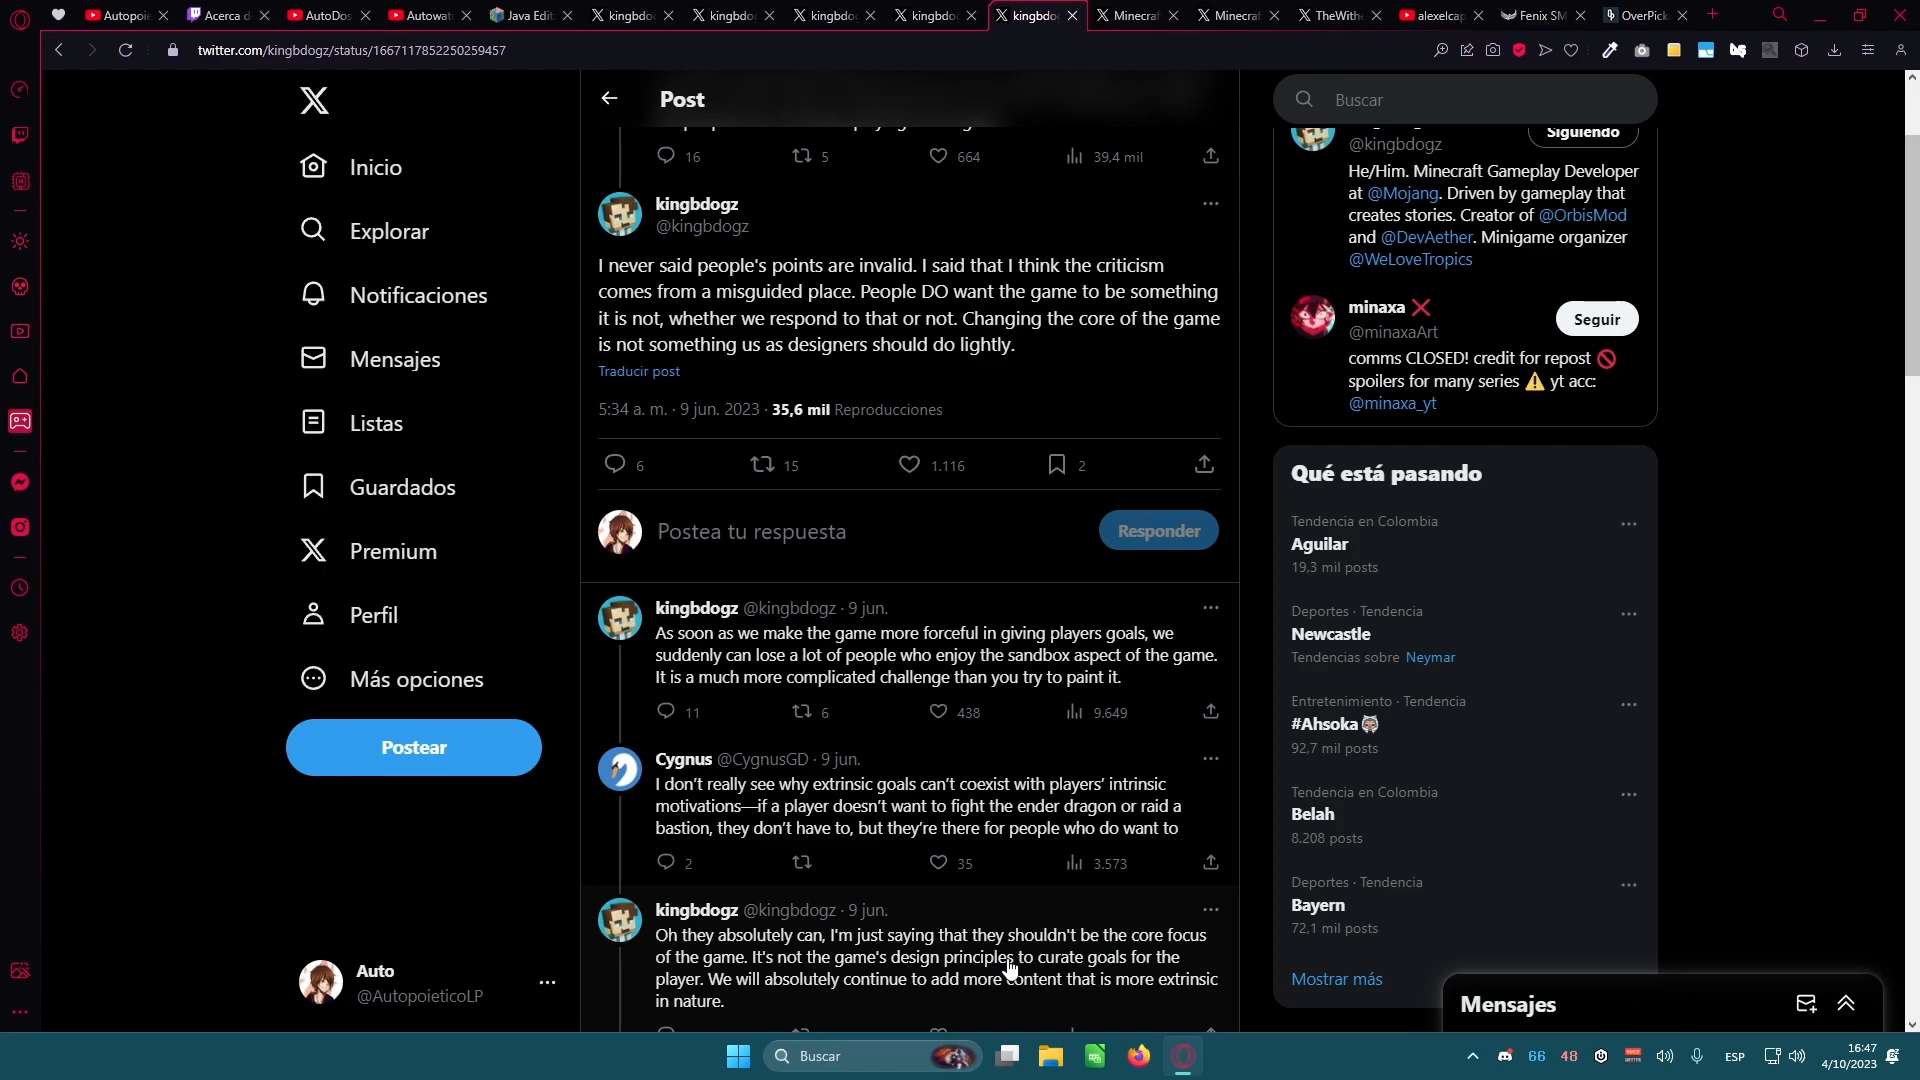 Autopoie
Acerca d
AutoDos
Autowat
Java Edit
kingbdo
kingbdo
kingbdo
kingbdo
kingbdo
Minecraf
Minecraf
TheWithe
alexelcap
Fenix SM
OverPick
twitter.com/kingbdogz/status/1667117852250259457
Post
16
5
664
39,4 mil
kingbdogz
@kingbdogz
I never said people's points are invalid. I said that I think the criticism
comes from a misguided place. People DO want the game to be something
it is not, whether we respond to that or not. Changing the core of the game
is not something us as designers should do lightly.
Traducir post
5:34 a. m. · 9 jun. 2023 · 35,6 mil Reproducciones
6
15
1.116
2
Postea tu respuesta
Responder
kingbdogz @kingbdogz · 9 jun.
As soon as we make the game more forceful in giving players goals, we
suddenly can lose a lot of people who enjoy the sandbox aspect of the game.
It is a much more complicated challenge than you try to paint it.
11
6
438
9.649
Cygnus @CygnusGD · 9 jun.
I don't really see why extrinsic goals can't coexist with players' intrinsic
motivations—if a player doesn't want to fight the ender dragon or raid a
bastion, they don't have to, but they're there for people who do want to
2
35
3.573
kingbdogz @kingbdogz · 9 jun.
Oh they absolutely can, I'm just saying that they shouldn't be the core focus
of the game. It's not the game's design principles to curate goals for the
player. We will absolutely continue to add more content that is more extrinsic
in nature.
Inicio
Explorar
Notificaciones
Mensajes
Listas
Guardados
Premium
Perfil
Más opciones
Postear
Auto
@AutopoieticoLP
Buscar
Siguiendo
@kingbdogz
He/Him. Minecraft Gameplay Developer
at @Mojang. Driven by gameplay that
creates stories. Creator of @OrbisMod
and @DevAether. Minigame organizer
@WeLoveTropics
minaxa
@minaxaArt
Seguir
comms CLOSED! credit for repost
spoilers for many series yt acc:
@minaxa_yt
Qué está pasando
Tendencia en Colombia
Aguilar
19,3 mil posts
Deportes · Tendencia
Newcastle
Tendencias sobre Neymar
Entretenimiento · Tendencia
#Ahsoka
92,7 mil posts
Tendencia en Colombia
Belah
8.208 posts
Deportes · Tendencia
Bayern
72,1 mil posts
Mostrar más
Mensajes
Buscar
66
48
ESP
16:47
4/10/2023